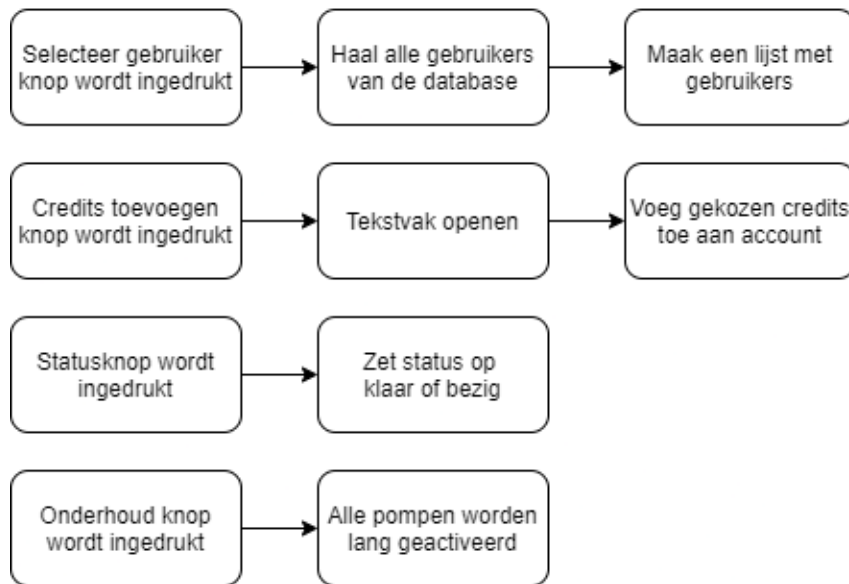 Selecteer gebruiker
knop wordt ingedrukt
Haal alle gebruikers
van de database
Maak een lijst met
gebruikers
Credits toevoegen
knop wordt ingedrukt
Tekstvak openen
Voeg gekozen credits
toe aan account
Statusknop wordt
ingedrukt
Zet status op
klaar of bezig
Onderhoud knop
wordt ingedrukt
Alle pompen worden
lang geactiveerd